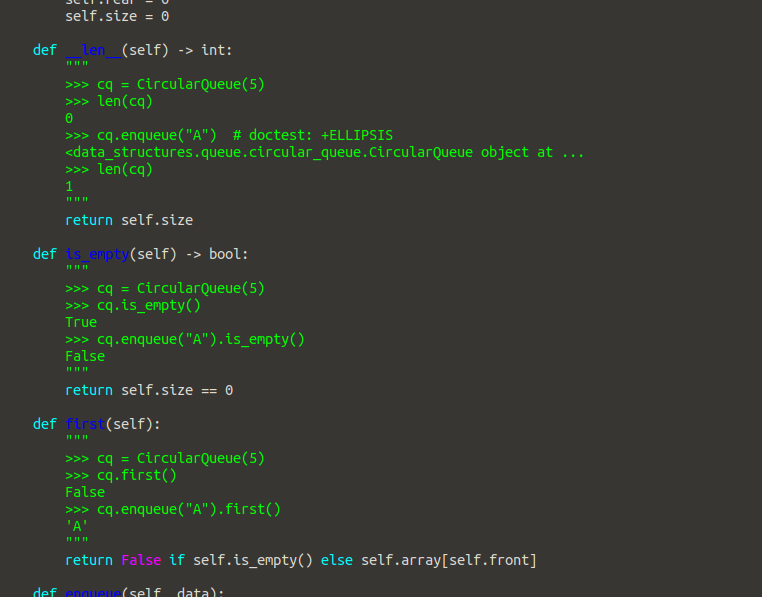 self.rear = 0
self.size = 0
def __len__(self) -> int:
"""
>>> cq = CircularQueue(5)
>>> len(cq)
0
>>> cq.enqueue("A")  # doctest: +ELLIPSIS
<data_structures.queue.circular_queue.CircularQueue object at ...
>>> len(cq)
1
"""
return self.size
def is_empty(self) -> bool:
"""
>>> cq = CircularQueue(5)
>>> cq.is_empty()
True
>>> cq.enqueue("A").is_empty()
False
"""
return self.size == 0
def first(self):
"""
>>> cq = CircularQueue(5)
>>> cq.first()
False
>>> cq.enqueue("A").first()
'A'
"""
return False if self.is_empty() else self.array[self.front]
def enqueue(self, data):